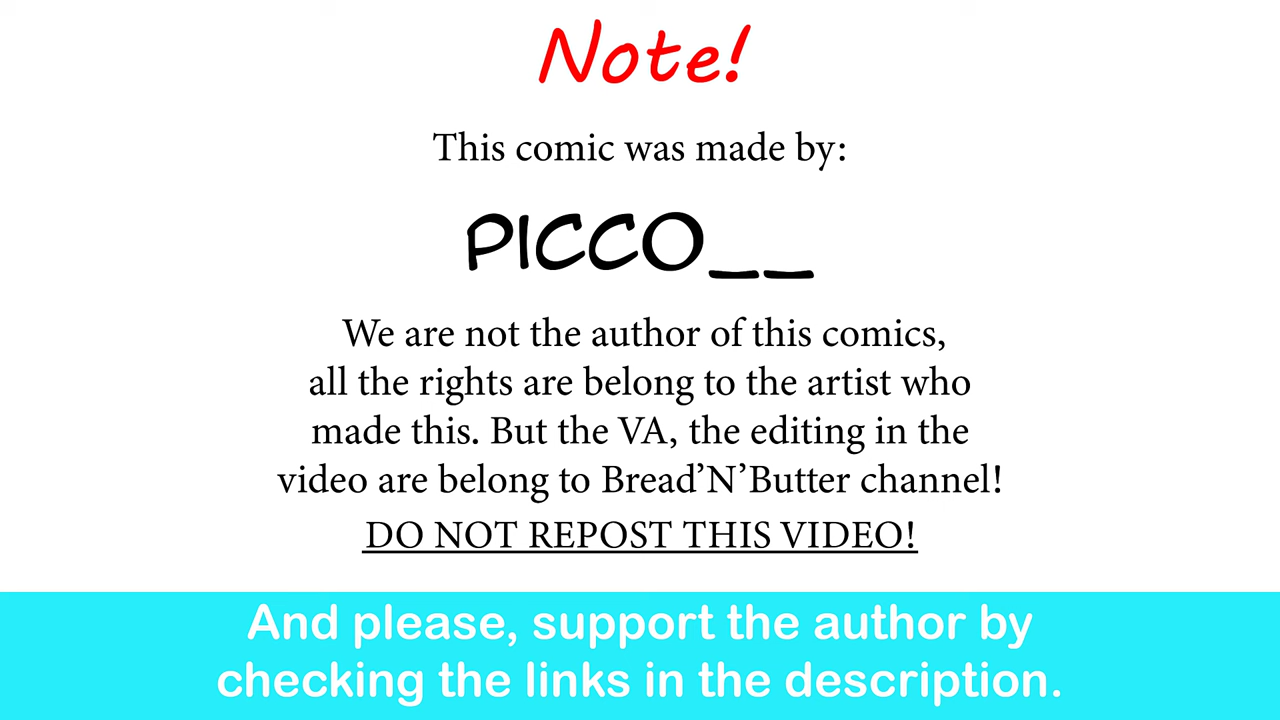 Note!
This comic was made by:
PICCO__
We are not the author of this comics,
all the rights are belong to the artist who
made this. But the VA, the editing in the
video are belong to Bread’N’Butter channel!
DO NOT REPOST THIS VIDEO!
And please, support the author by
checking the links in the description.